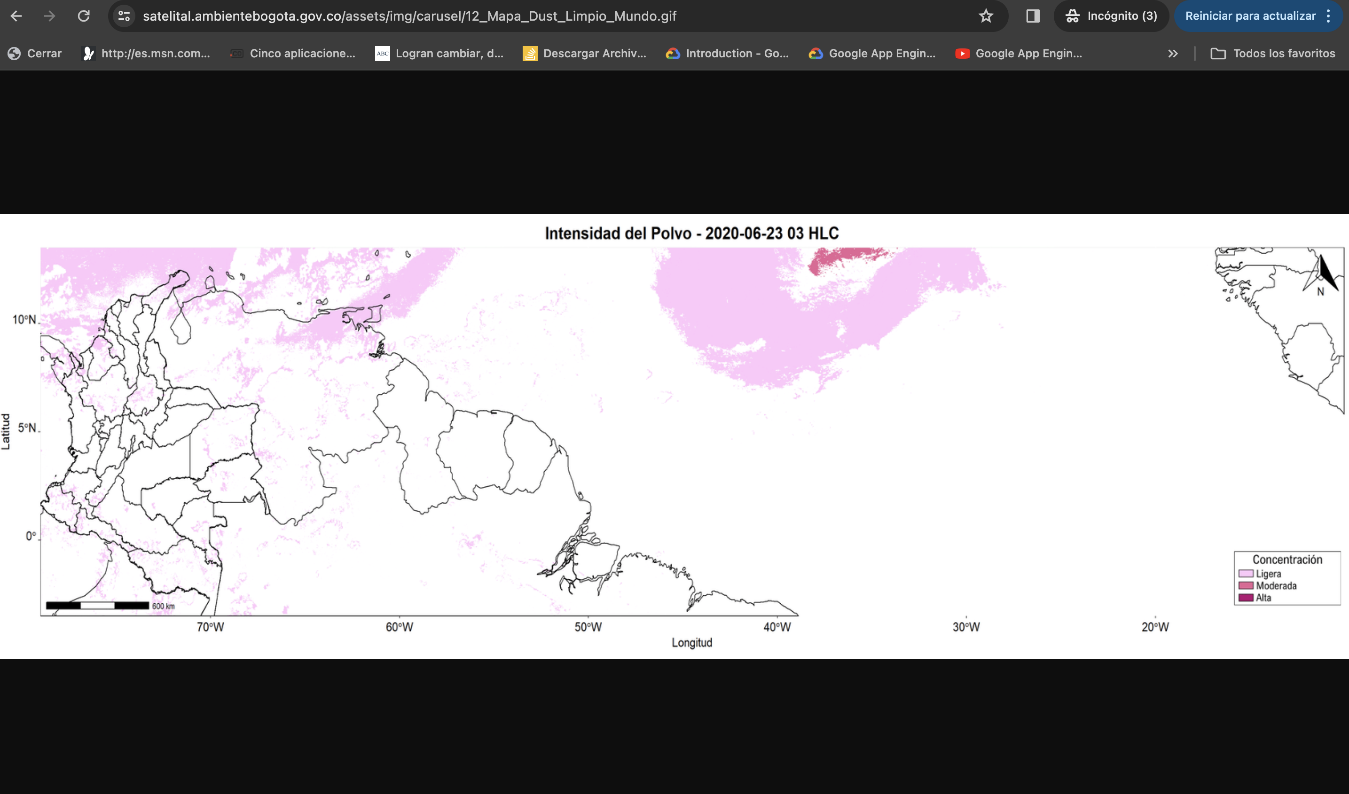 satelital.ambientebogota.gov.co/assets/img/carusel/12_Mapa_Dust_Limpio_Mundo.gif
Incógnito (3)
Reiniciar para actualizar
Cerrar
http://es.msn.com...
Cinco aplicacione...
ABC
Logran cambiar, d...
Descargar Archiv...
Introduction - Go...
Google App Engin...
Google App Engin...
»
Todos los favoritos
Intensidad del Polvo - 2020-06-23 03 HLC
N
10°N
5°N
0°
Latitud
Concentración
Ligera
Moderada
Alta
600 km
70°W
60°W
50°W
40°W
30°W
20°W
Longitud